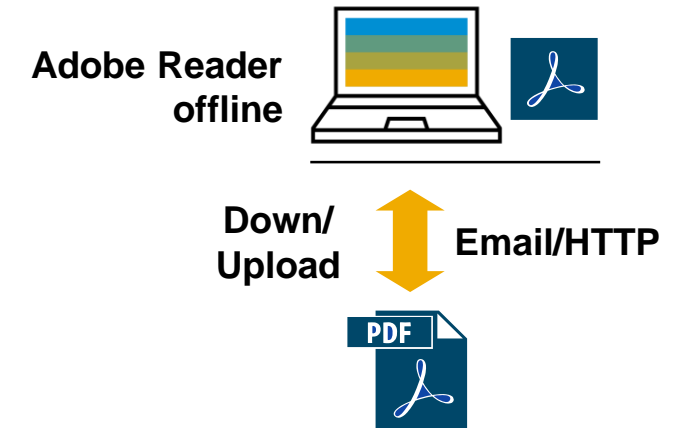 Adobe Reader
offline
Down/
Upload
Email/HTTP
PDF